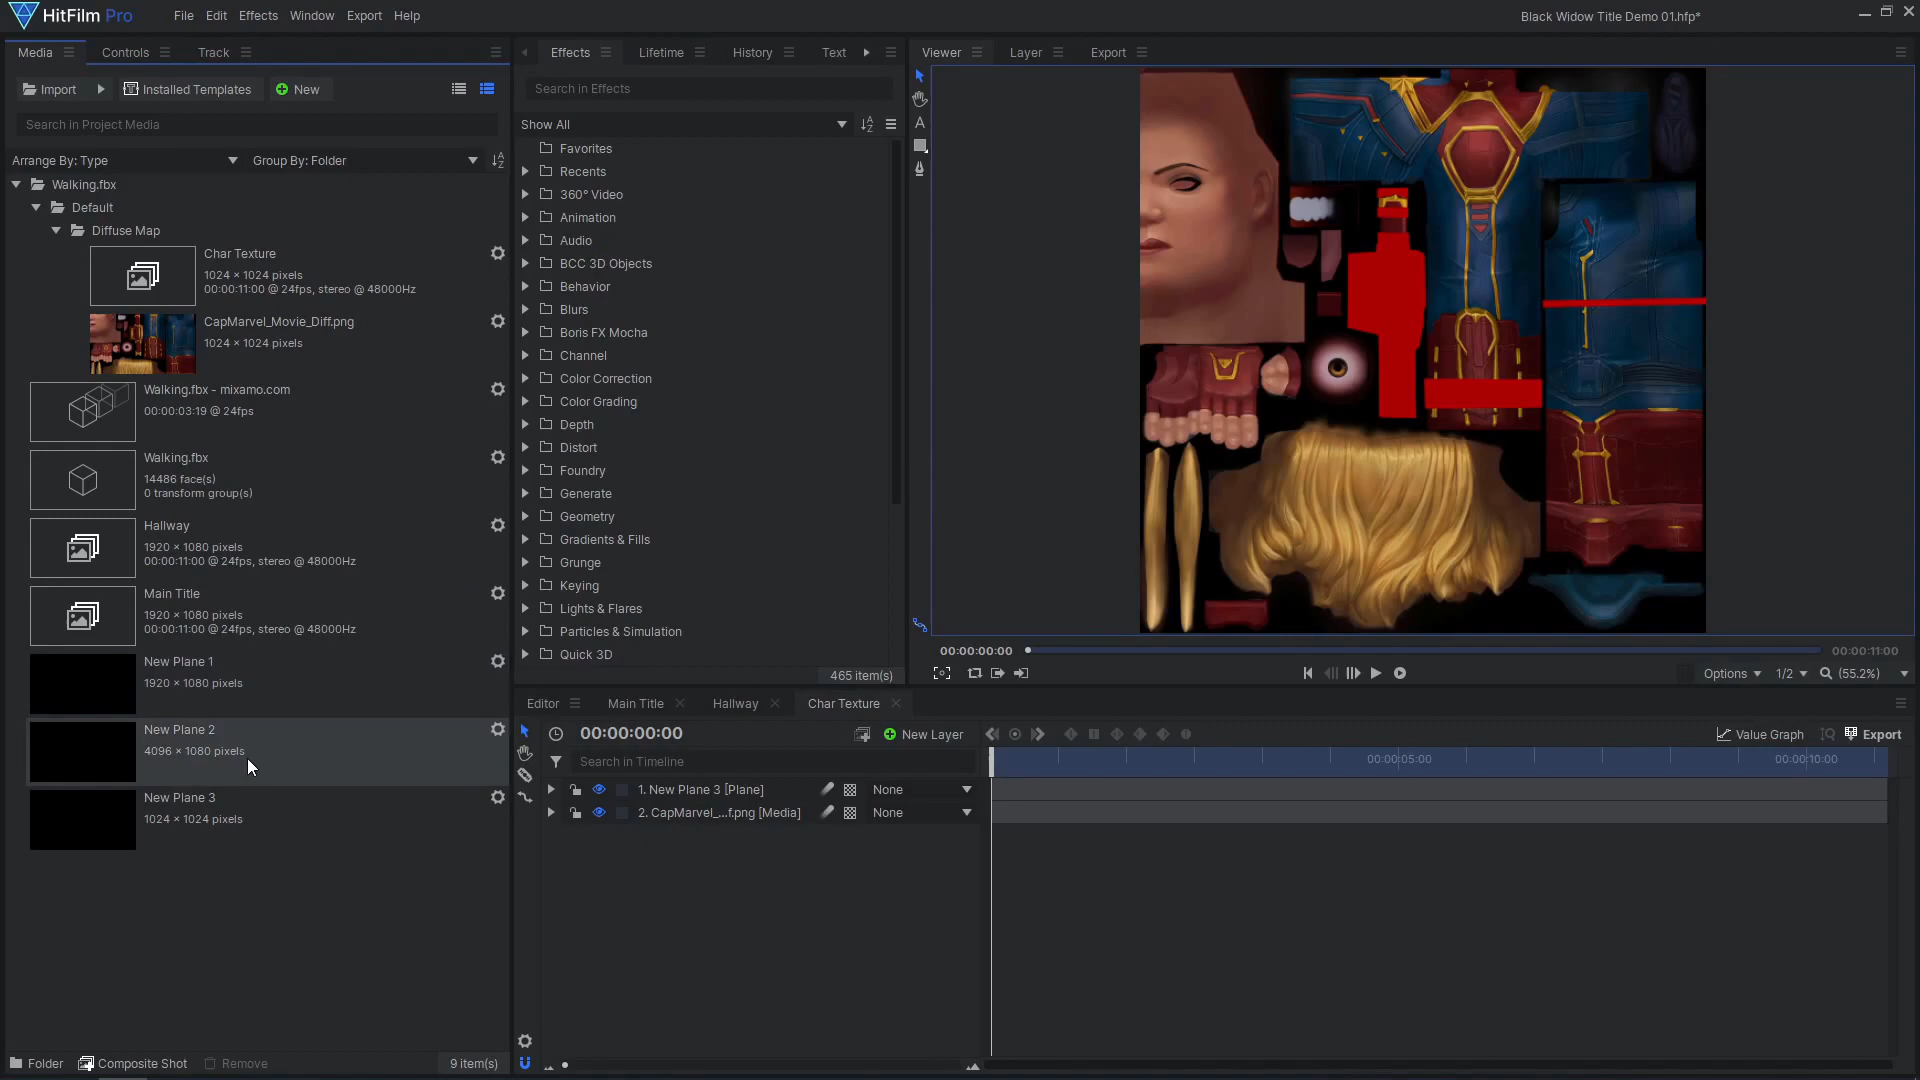 HitFilm Pro
File Edit Effects Window Export Help
Black Widow Title Demo 01.hfp*
Media Controls Track
Effects Lifetime History Text
Viewer Layer Export
Import Installed Templates New
Search in Project Media
Arrange By: Type Group By: Folder
Walking.fbx
Default
Diffuse Map
Char Texture
1024 × 1024 pixels
00:00:11:00 @ 24fps, stereo @ 48000Hz
CapMarvel_Movie_Diff.png
1024 × 1024 pixels
Walking.fbx - mixamo.com
00:00:03:19 @ 24fps
Walking.fbx
14486 face(s)
0 transform group(s)
Hallway
1920 × 1080 pixels
00:00:11:00 @ 24fps, stereo @ 48000Hz
Main Title
1920 × 1080 pixels
00:00:11:00 @ 24fps, stereo @ 48000Hz
New Plane 1
1920 × 1080 pixels
New Plane 2
4096 × 1080 pixels
New Plane 3
1024 × 1024 pixels
Folder Composite Shot Remove 9 item(s)
Search in Effects
Show All
Favorites
Recents
360° Video
Animation
Audio
BCC 3D Objects
Behavior
Blurs
Boris FX Mocha
Channel
Color Correction
Color Grading
Depth
Distort
Foundry
Generate
Geometry
Gradients & Fills
Grunge
Keying
Lights & Flares
Particles & Simulation
Quick 3D
465 item(s)
A
00:00:00:00 00:00:11:00
Options 1/2 (55.2%)
Editor Main Title Hallway Char Texture
00:00:00:00 New Layer Value Graph Export
Search in Timeline
00:00:05:00 00:00:10:00
1. New Plane 3 [Plane] None
2. CapMarvel_...f.png [Media] None